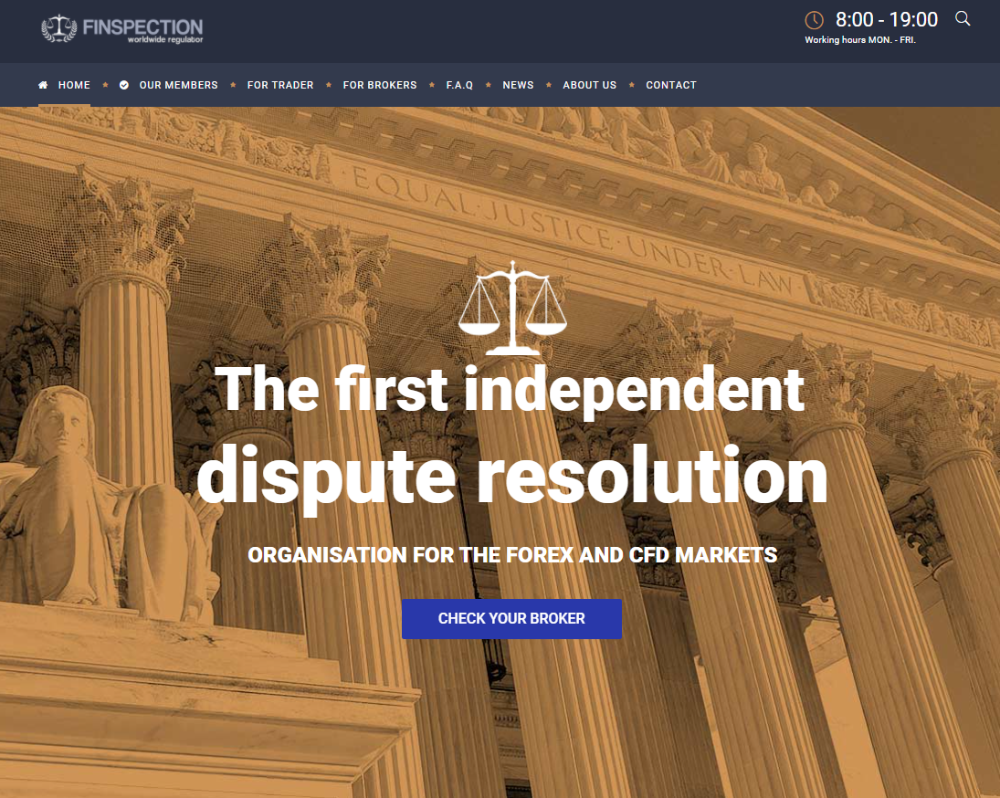 FINSPECTION
worldwide regulator
8:00 - 19:00
Working hours MON. - FRI.
HOME OUR MEMBERS FOR TRADER FOR BROKERS F.A.Q NEWS ABOUT US CONTACT
EQUAL·JUSTICE·UNDER·LAW
The first independent
dispute resolution
ORGANISATION FOR THE FOREX AND CFD MARKETS
CHECK YOUR BROKER